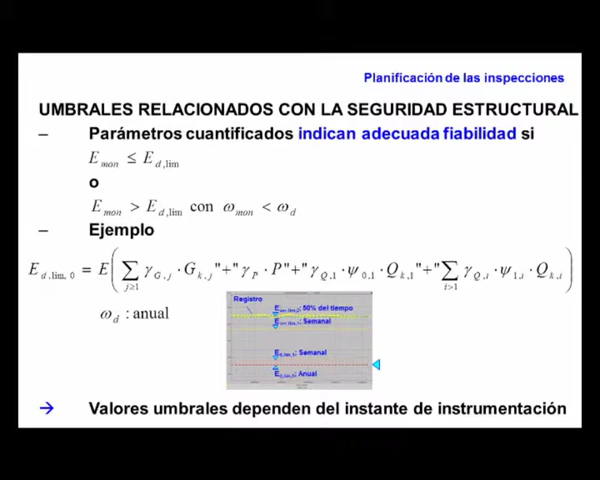 Planificación de las inspecciones
UMBRALES RELACIONADOS CON LA SEGURIDAD ESTRUCTURAL
– Parámetros cuantificados indican adecuada fiabilidad si
E_mon ≤ E_d,lim
o
E_mon > E_d,lim con ω_mon < ω_d
– Ejemplo
E_d,lim,0 = E(∑_j≥1 γ_G,j · G_k,j "+" γ_P · P "+" γ_Q,1 · ψ_0,1 · Q_k,1 "+" ∑_i>1 γ_Q,i · ψ_1,i · Q_k,i)
ω_d : anual
Registro
: 50% del tiempo
: Semanal
: Semanal
: Anual
→ Valores umbrales dependen del instante de instrumentación